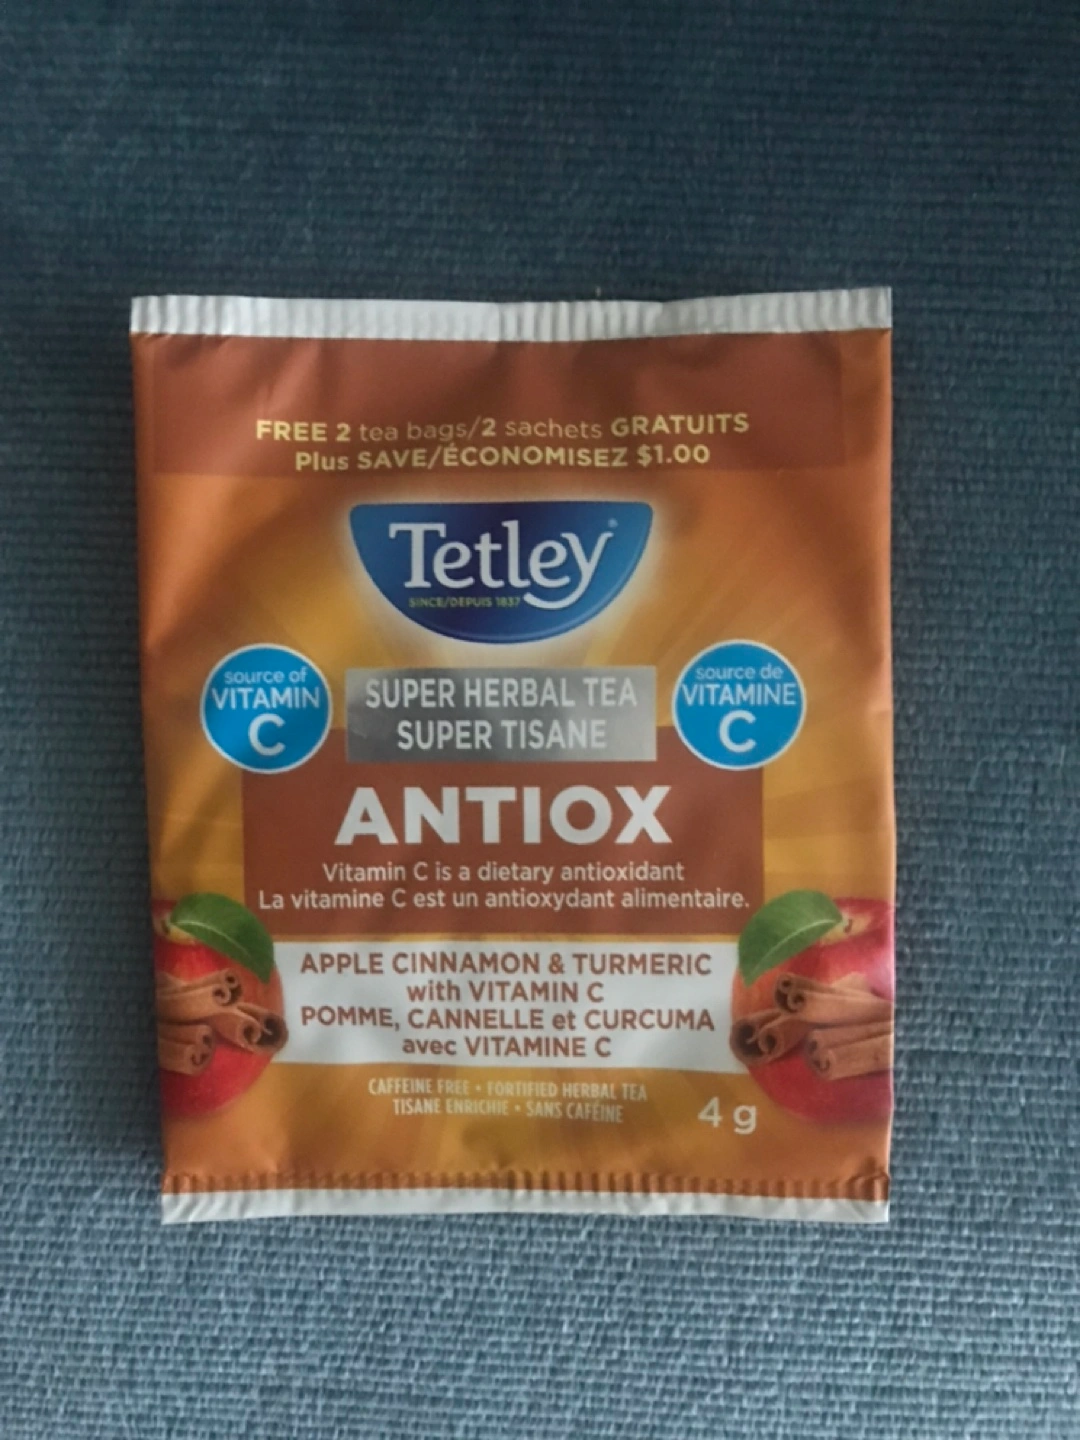 FREE 2 tea bags/2 sachets GRATUITS
Plus SAVE/ÉCONOMISEZ $1.00
Tetley®
SINCE/DEPUIS 1837
source of
VITAMIN
C
SUPER HERBAL TEA
SUPER TISANE
source de
VITAMINE
C
ANTIOX
Vitamin C is a dietary antioxidant
La vitamine C est un antioxydant alimentaire.
APPLE CINNAMON & TURMERIC
with VITAMIN C
POMME, CANNELLE et CURCUMA
avec VITAMINE C
CAFFEINE FREE • FORTIFIED HERBAL TEA
TISANE ENRICHIE • SANS CAFÉINE
4 g